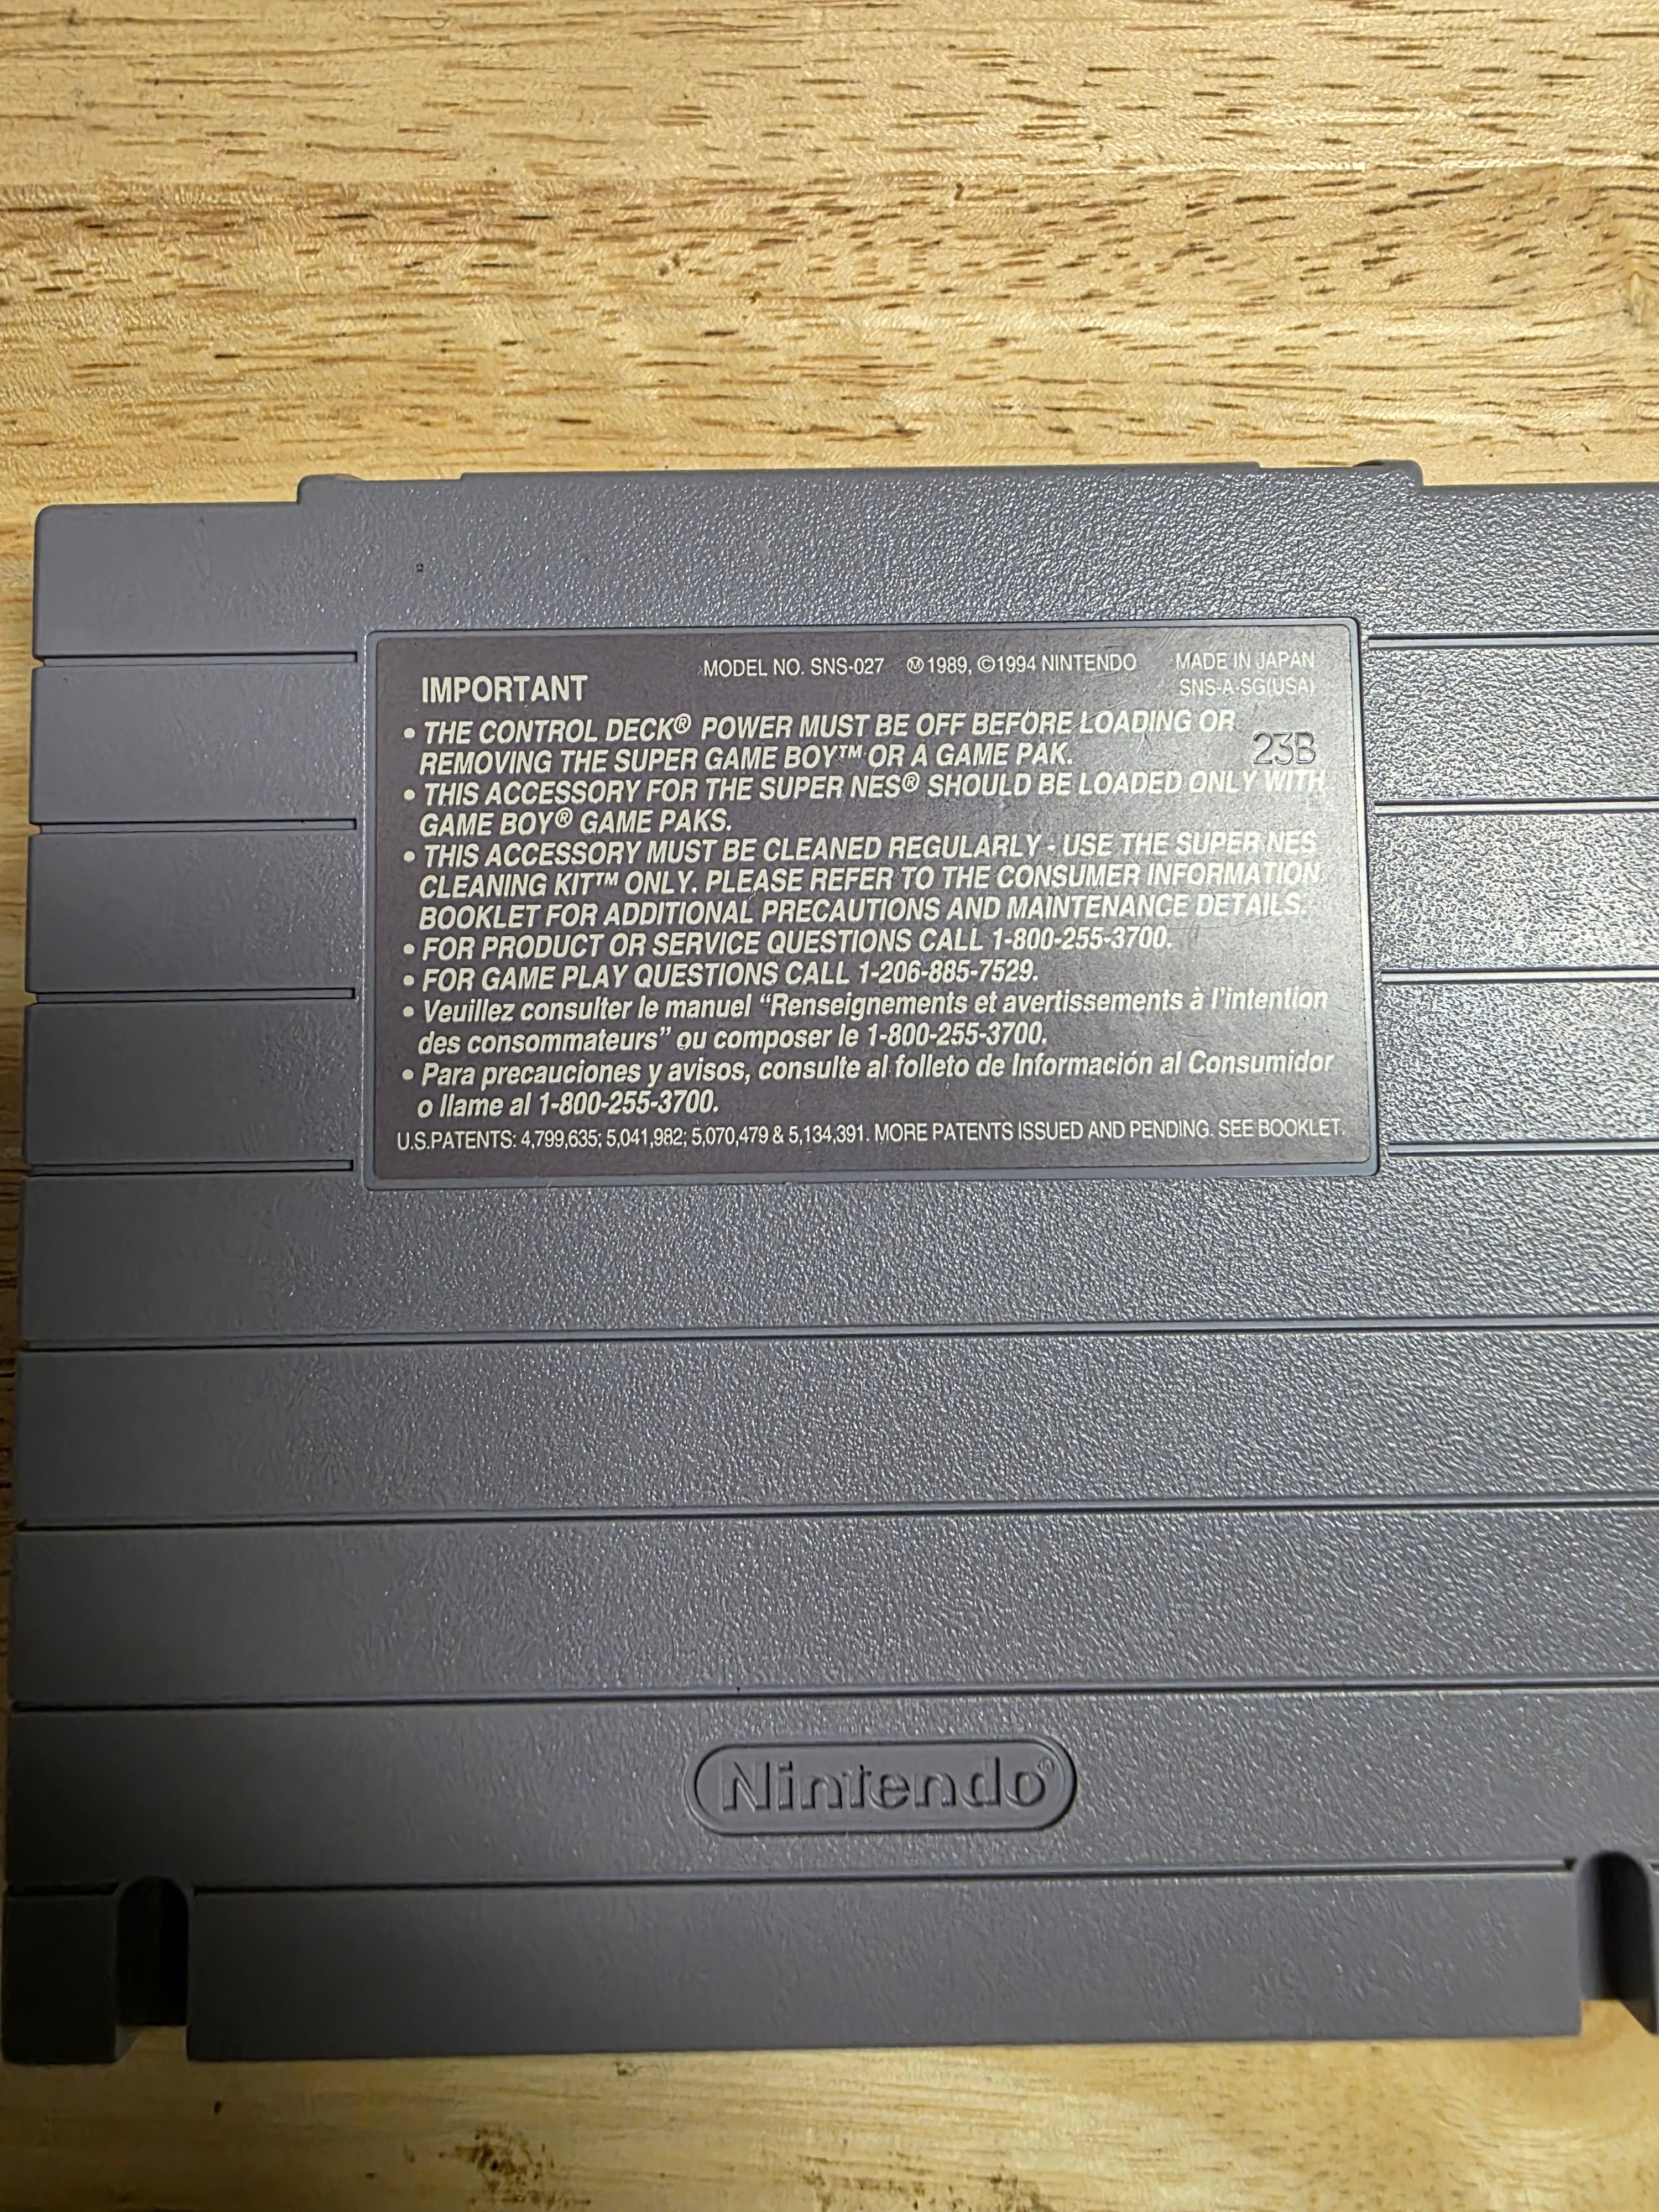 IMPORTANT
MODEL NO. SNS-027 Ⓜ1989, ©1994 NINTENDO MADE IN JAPAN
SNS-A-SG(USA)
• THE CONTROL DECK® POWER MUST BE OFF BEFORE LOADING OR
REMOVING THE SUPER GAME BOY™ OR A GAME PAK.
23B
• THIS ACCESSORY FOR THE SUPER NES® SHOULD BE LOADED ONLY WITH
GAME BOY® GAME PAKS.
• THIS ACCESSORY MUST BE CLEANED REGULARLY - USE THE SUPER NES
CLEANING KIT™ ONLY. PLEASE REFER TO THE CONSUMER INFORMATION
BOOKLET FOR ADDITIONAL PRECAUTIONS AND MAINTENANCE DETAILS.
• FOR PRODUCT OR SERVICE QUESTIONS CALL 1-800-255-3700.
• FOR GAME PLAY QUESTIONS CALL 1-206-885-7529.
• Veuillez consulter le manuel “Renseignements et avertissements à l’intention
des consommateurs” ou composer le 1-800-255-3700.
• Para precauciones y avisos, consulte al folleto de Información al Consumidor
o llame al 1-800-255-3700.
U.S.PATENTS: 4,799,635; 5,041,982; 5,070,479 & 5,134,391. MORE PATENTS ISSUED AND PENDING. SEE BOOKLET.
Nintendo®